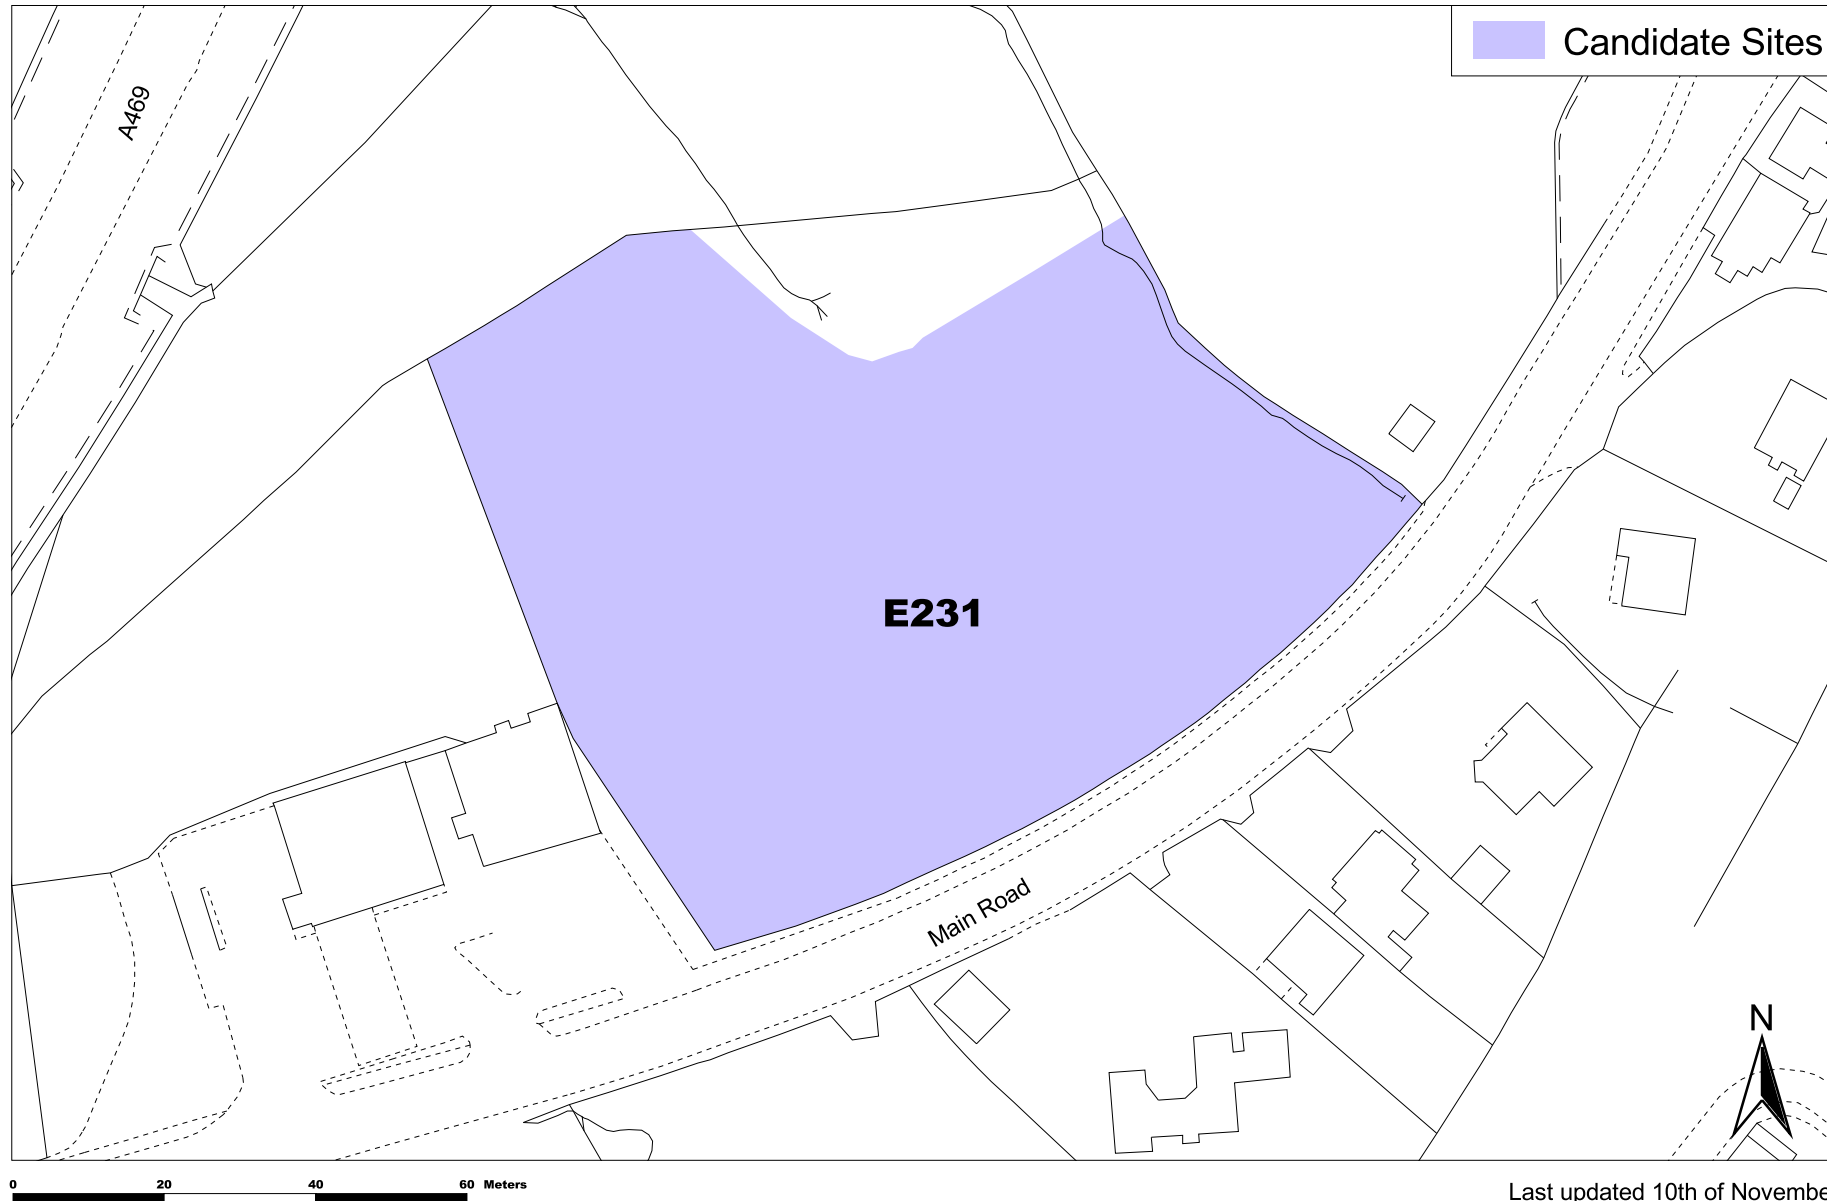 Candidate Sites
A469
E231
Main Road
N
0 20 40 60 Meters
Last updated 10th of Novembe